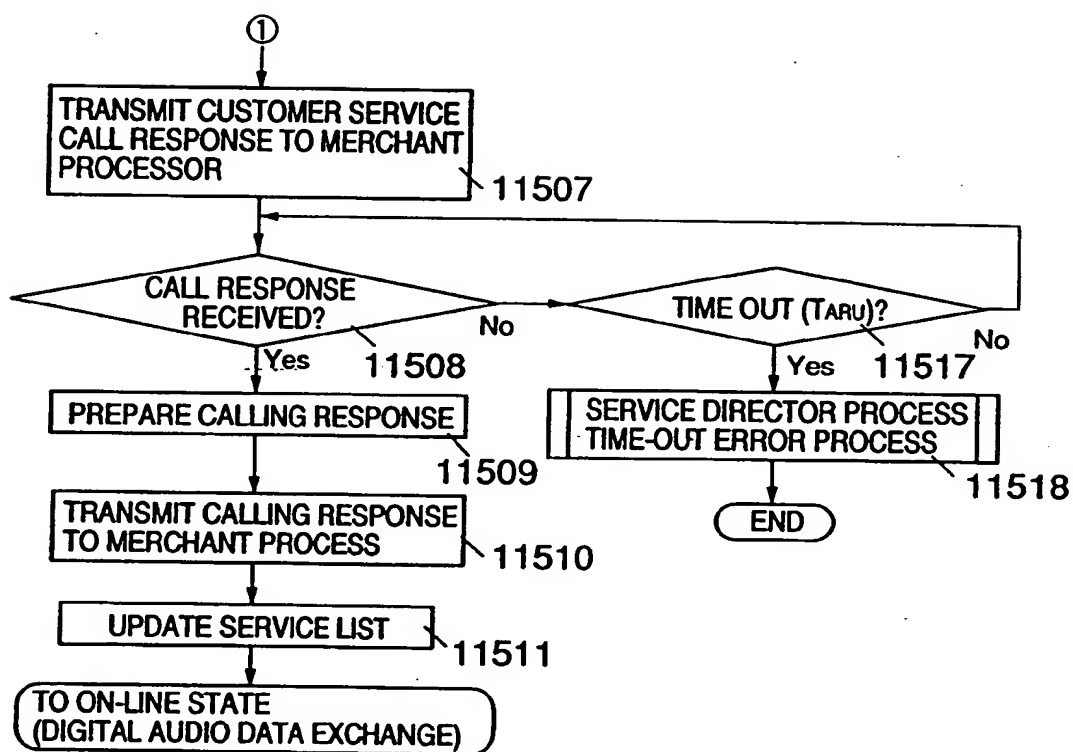 ①
TRANSMIT CUSTOMER SERVICE
CALL RESPONSE TO MERCHANT
PROCESSOR
11507
CALL RESPONSE
RECEIVED?
No
11508
Yes
TIME OUT (TARU)?
No
11517
Yes
PREPARE CALLING RESPONSE
11509
SERVICE DIRECTOR PROCESS
TIME-OUT ERROR PROCESS
11518
END
TRANSMIT CALLING RESPONSE
TO MERCHANT PROCESS
11510
UPDATE SERVICE LIST
11511
TO ON-LINE STATE
(DIGITAL AUDIO DATA EXCHANGE)